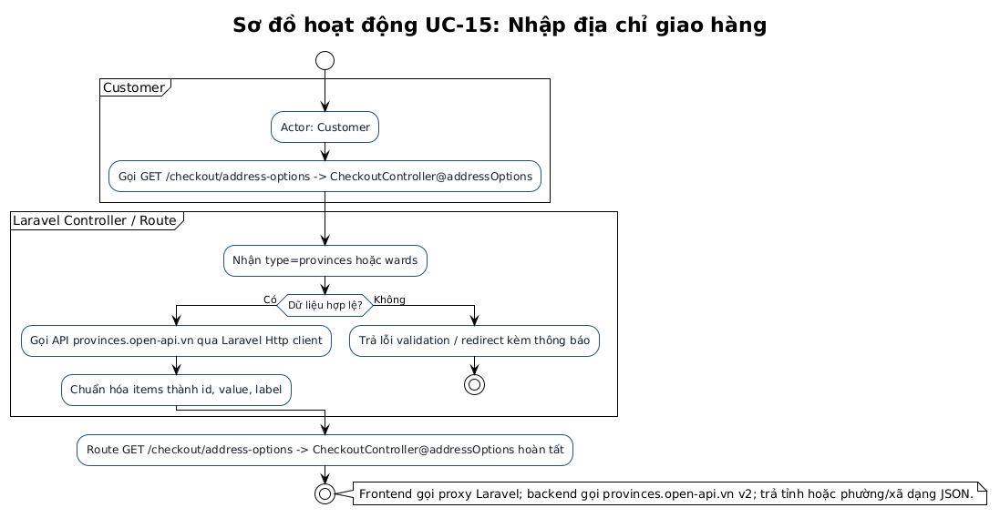 Sơ đồ hoạt động UC-15: Nhập địa chỉ giao hàng
Customer
Actor: Customer
Gọi GET /checkout/address-options -> CheckoutController@addressOptions
Laravel Controller / Route
Nhận type=provinces hoặc wards
Có
Dữ liệu hợp lệ?
Không
Gọi API provinces.open-api.vn qua Laravel Http client
Trả lỗi validation / redirect kèm thông báo
Chuẩn hóa items thành id, value, label
Route GET /checkout/address-options -> CheckoutController@addressOptions hoàn tất
Frontend gọi proxy Laravel; backend gọi provinces.open-api.vn v2; trả tỉnh hoặc phường/xã dạng JSON.